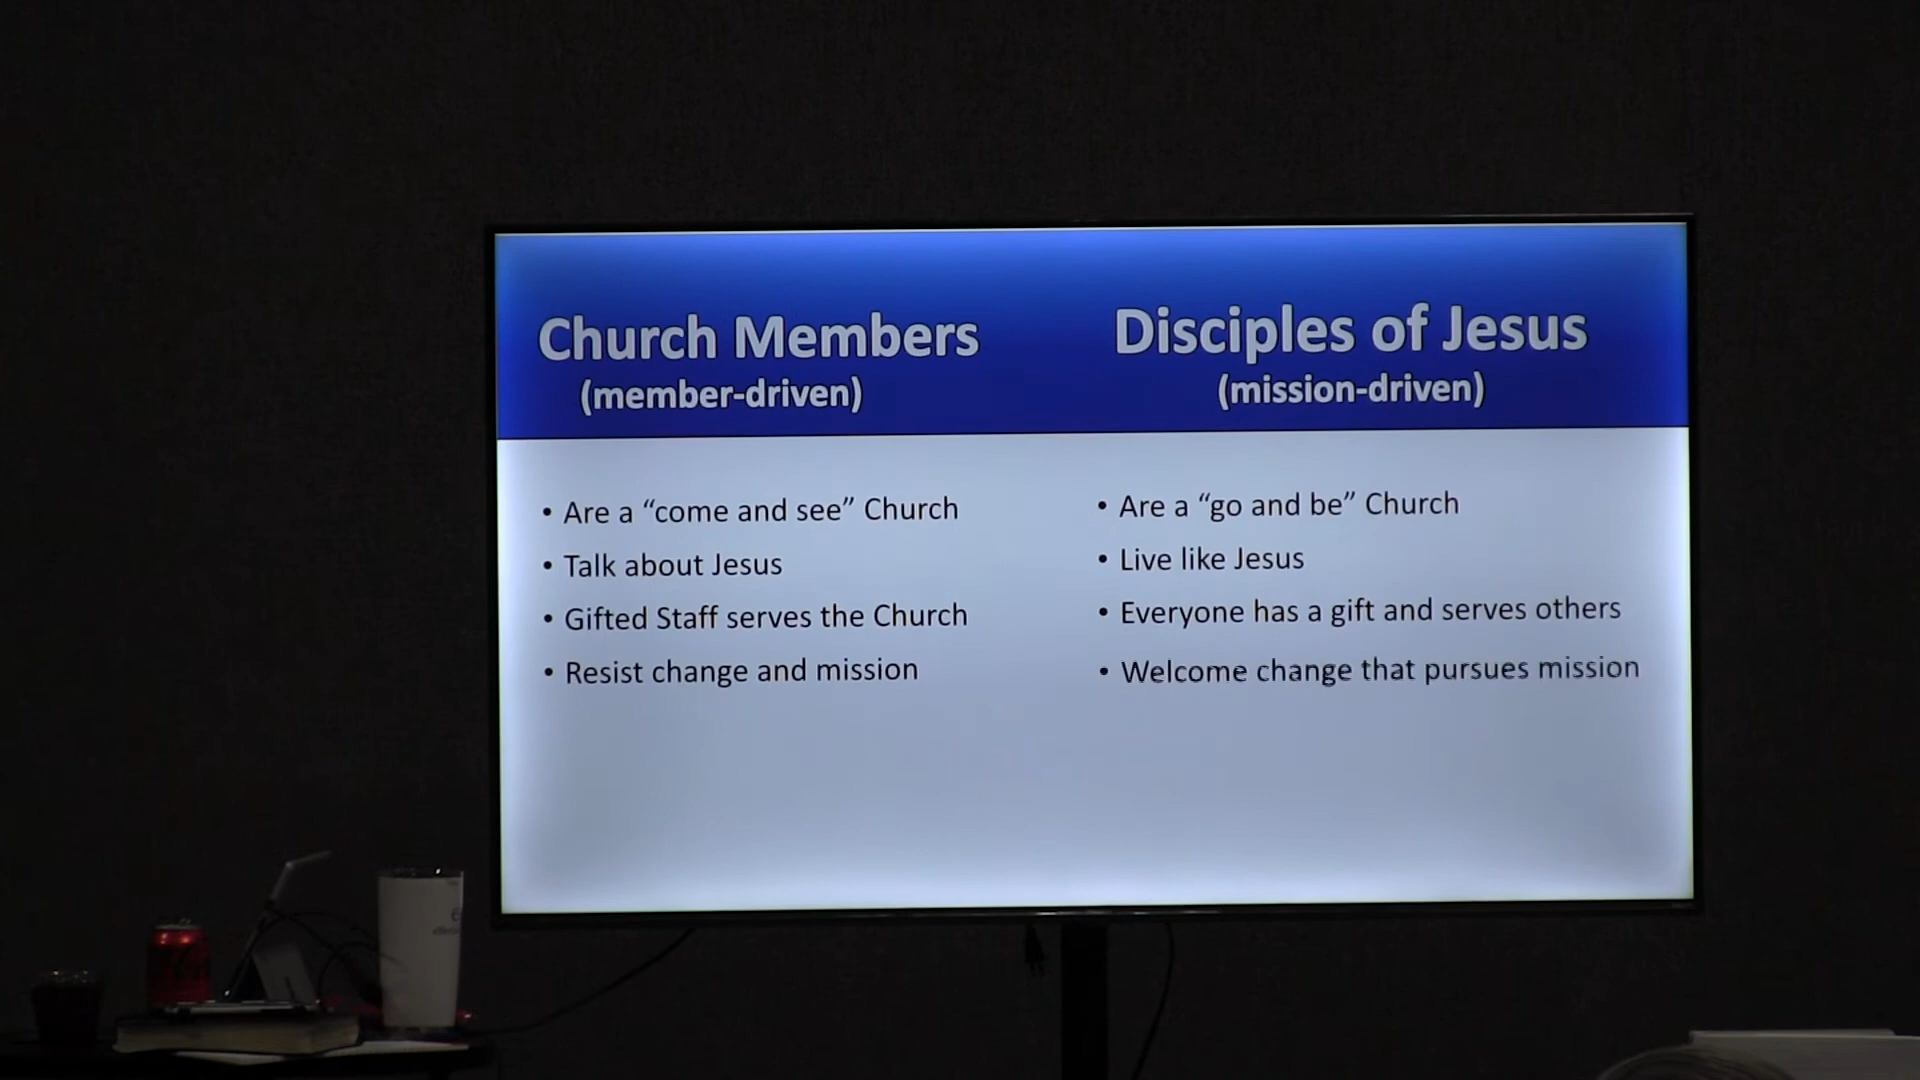 Church Members
(member-driven)
• Are a “come and see” Church
• Talk about Jesus
• Gifted Staff serves the Church
• Resist change and mission
Disciples of Jesus
(mission-driven)
• Are a “go and be” Church
• Live like Jesus
• Everyone has a gift and serves others
• Welcome change that pursues mission